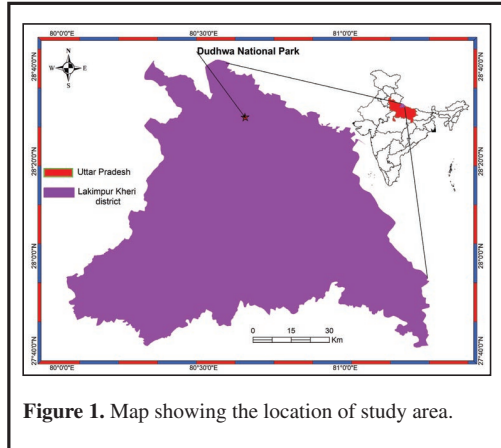 80°0'0"E 80°30'0"E 81°0'0"E
Dudhwa National Park
N
W E
S
28°40'0"N 28°40'0"N
Uttar Pradesh
Lakimpur Kheri
district
28°20'0"N 28°20'0"N
28°0'0"N 28°0'0"N
0 15 30
Km
27°40'0"N 27°40'0"N
80°0'0"E 80°30'0"E 81°0'0"E
Figure 1. Map showing the location of study area.